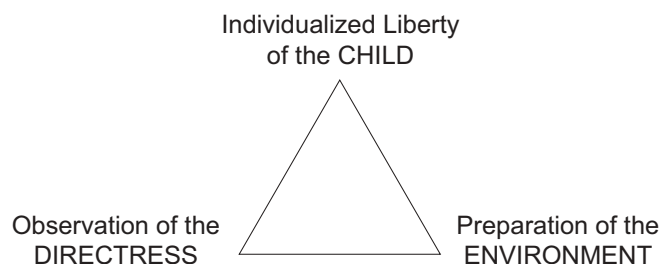 Individualized Liberty
of the CHILD
Observation of the
DIRECTRESS
Preparation of the
ENVIRONMENT